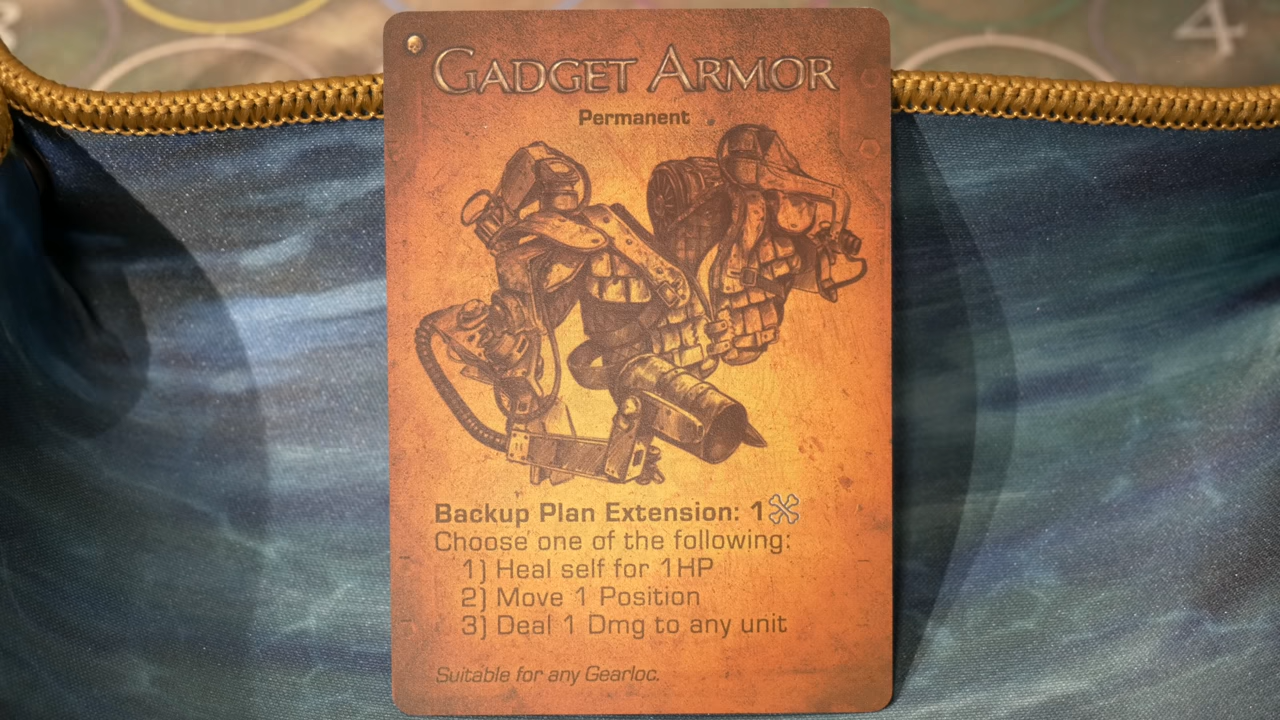 4
GADGET ARMOR
Permanent
Backup Plan Extension: 1
Choose one of the following:
1) Heal self for 1HP
2) Move 1 Position
3) Deal 1 Dmg to any unit
Suitable for any Gearloc.